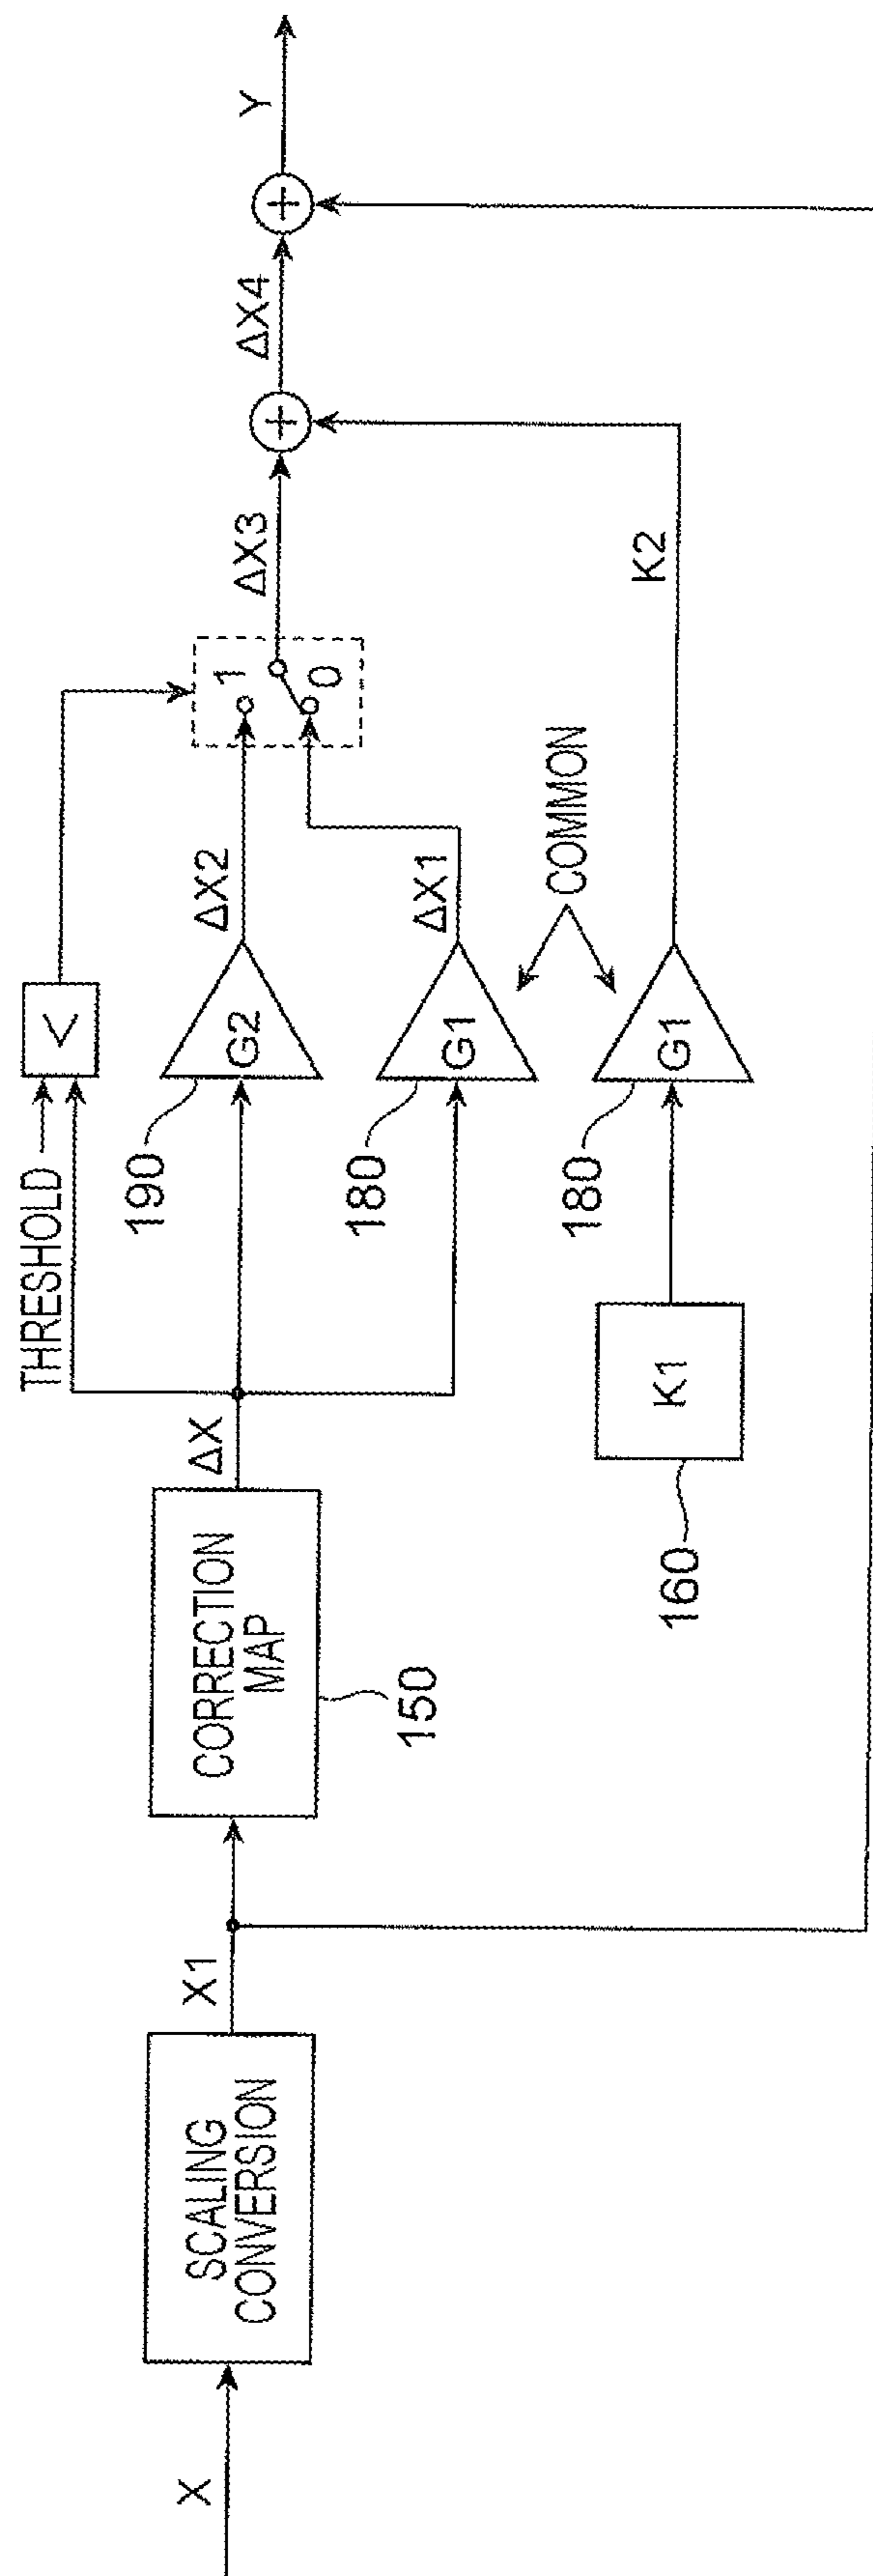 X
SCALING
CONVERSION
X1
CORRECTION
MAP
150
ΔX
THRESHOLD
<
190
G2
ΔX2
180
G1
ΔX1
1
0
ΔX3
COMMON
160
K1
180
G1
K2
+
ΔX4
+
Y